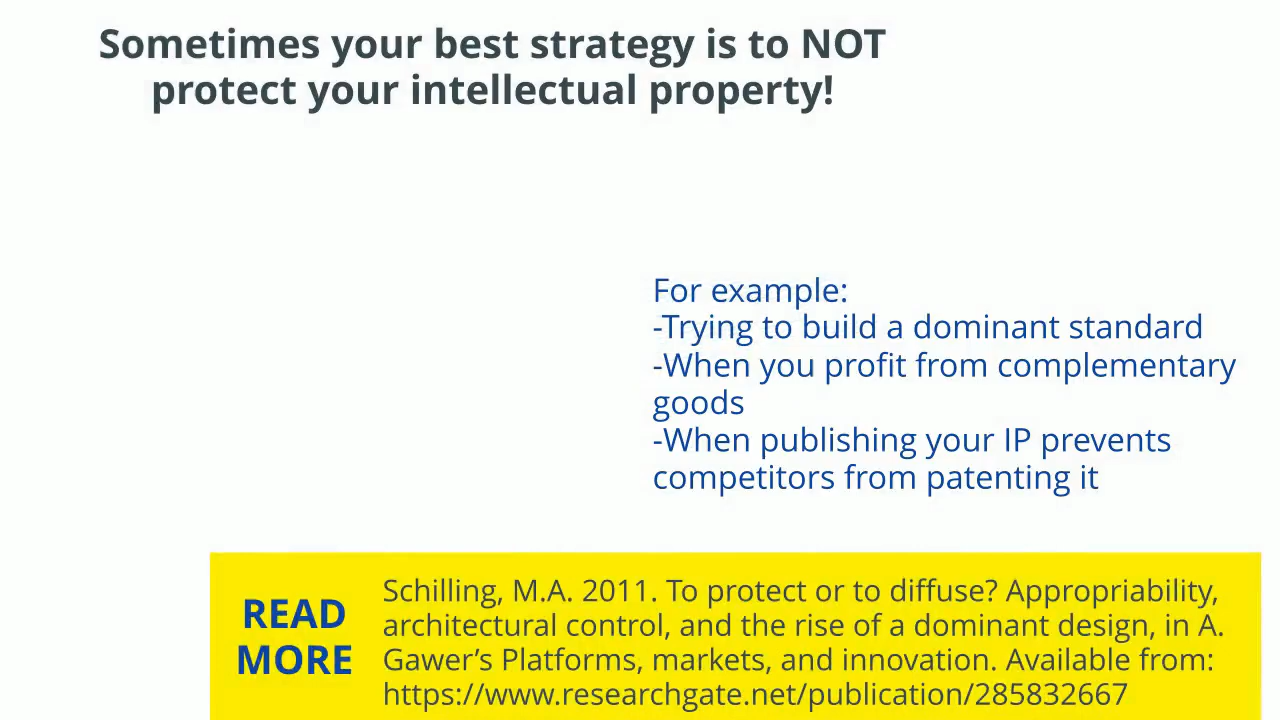 Sometimes your best strategy is to NOT
protect your intellectual property!
For example:
-Trying to build a dominant standard
-When you profit from complementary
goods
-When publishing your IP prevents
competitors from patenting it
READ
MORE
Schilling, M.A. 2011. To protect or to diffuse? Appropriability,
architectural control, and the rise of a dominant design, in A.
Gawer’s Platforms, markets, and innovation. Available from:
https://www.researchgate.net/publication/285832667